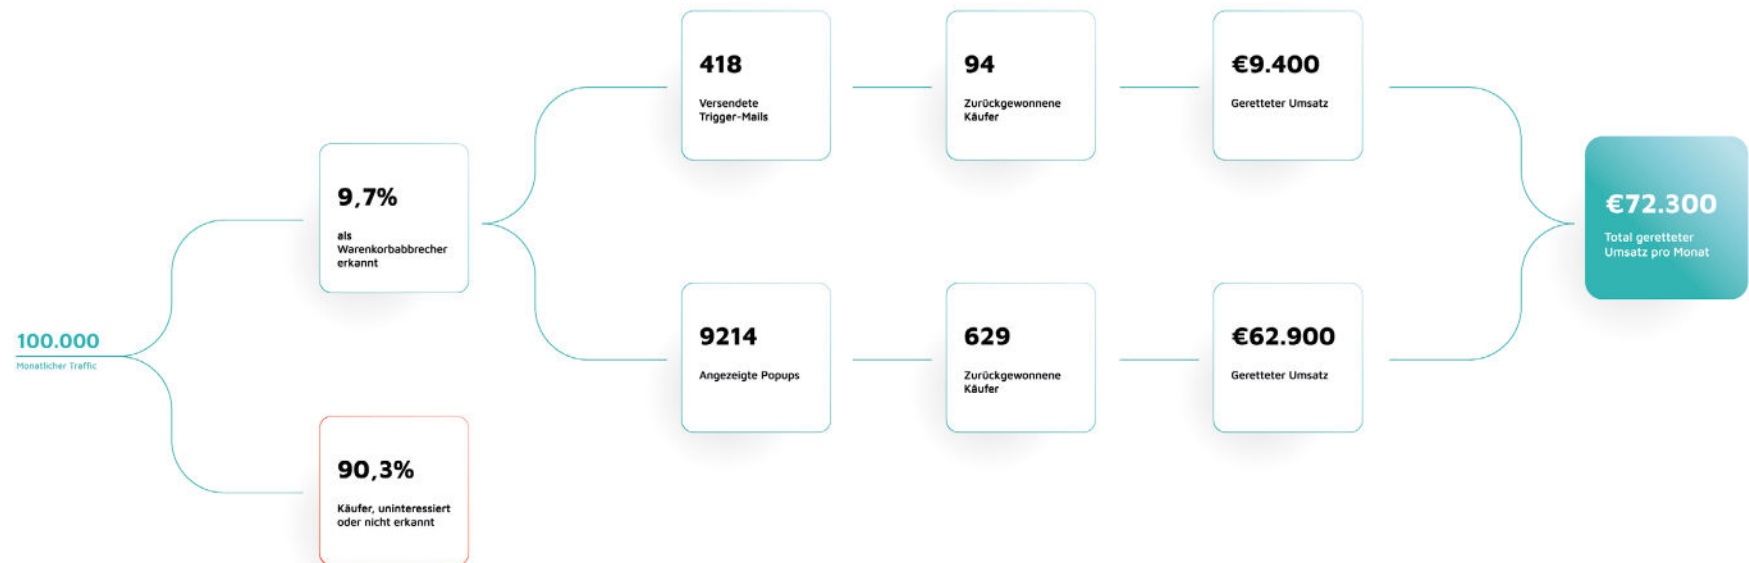 100.000
Monatlicher Traffic
9,7%
als
Warenkorbabbrecher
erkannt
90,3%
Käufer, uninteressiert
oder nicht erkannt
418
Versendete
Trigger-Mails
94
Zurückgewonnene
Käufer
€9.400
Geretteter Umsatz
9214
Angezeigte Popups
629
Zurückgewonnene
Käufer
€62.900
Geretteter Umsatz
€72.300
Total geretteter
Umsatz pro Monat